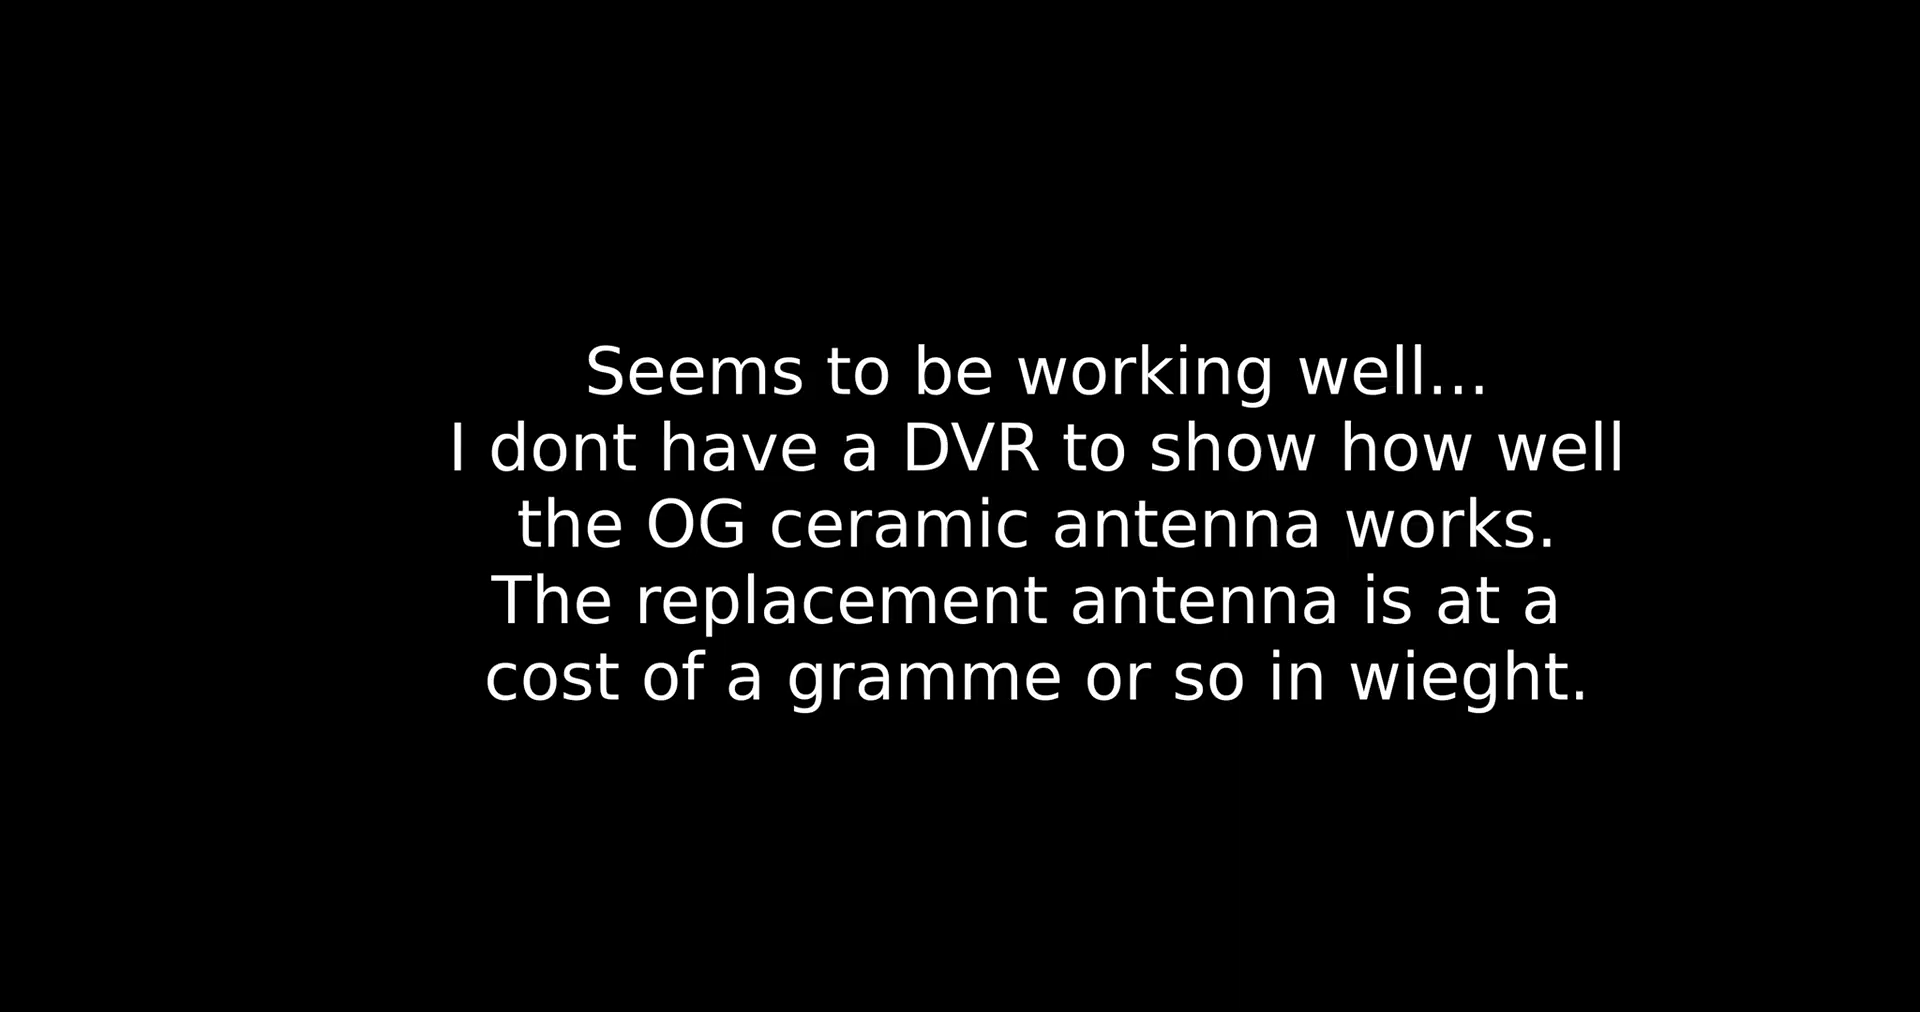 Seems to be working well...
I dont have a DVR to show how well
the OG ceramic antenna works.
The replacement antenna is at a
cost of a gramme or so in wieght.